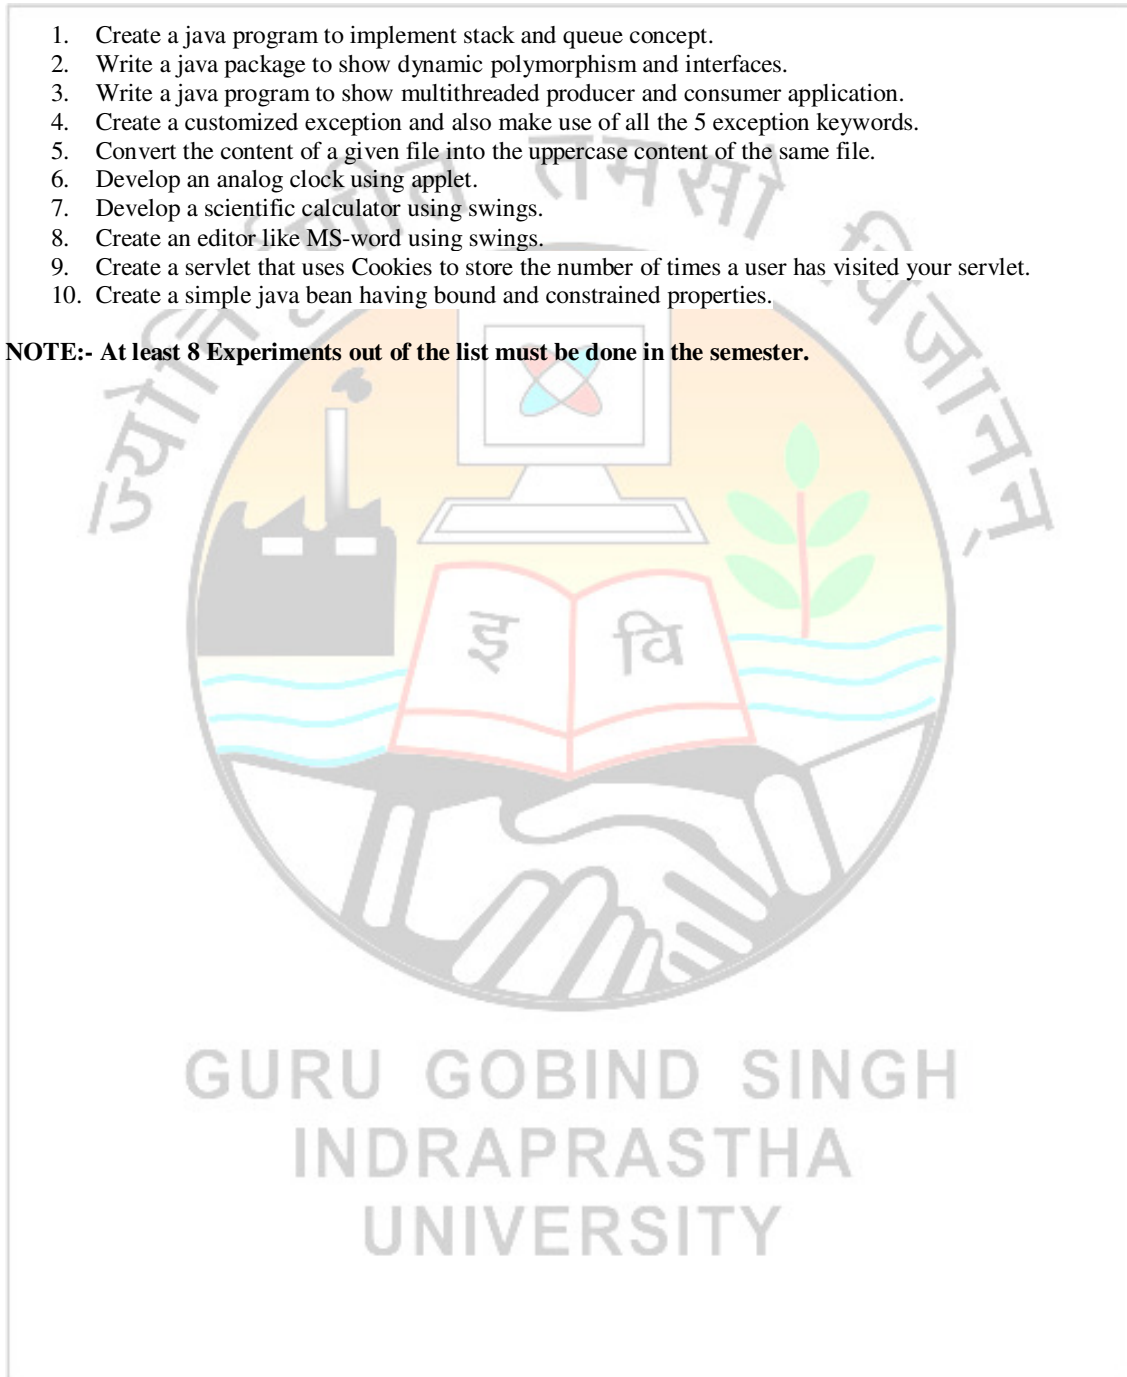 1. Create a java program to implement stack and queue concept.
2. Write a java package to show dynamic polymorphism and interfaces.
3. Write a java program to show multithreaded producer and consumer application.
4. Create a customized exception and also make use of all the 5 exception keywords.
5. Convert the content of a given file into the uppercase content of the same file.
6. Develop an analog clock using applet.
7. Develop a scientific calculator using swings.
8. Create an editor like MS-word using swings.
9. Create a servlet that uses Cookies to store the number of times a user has visited your servlet.
10. Create a simple java bean having bound and constrained properties.
NOTE:- At least 8 Experiments out of the list must be done in the semester.
तमसो
इ वि
GURU GOBIND SINGH
INDRAPRASTHA
UNIVERSITY